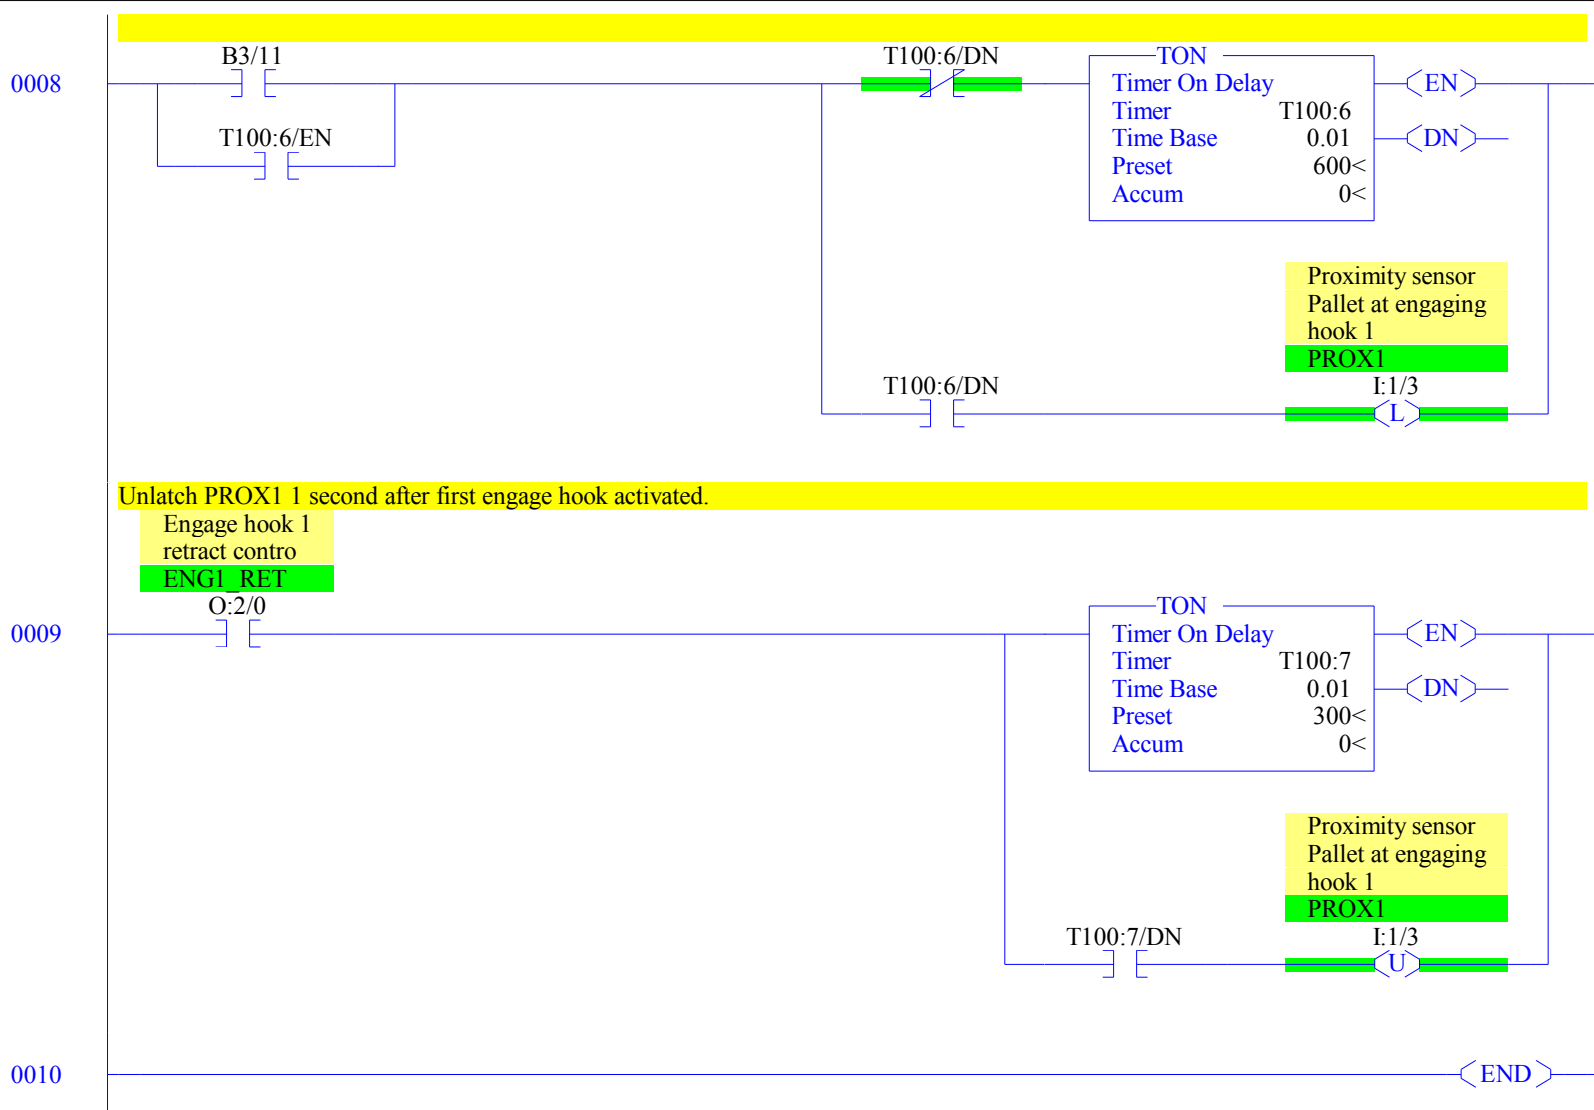 B3/11
T100:6/DN
TON
0008
Timer On Delay
EN
Timer T100:6
T100:6/EN
Time Base 0.01
DN
Preset 600<
Accum 0<
Proximity sensor
Pallet at engaging
hook 1
PROX1
T100:6/DN
I:1/3
L
Unlatch PROX1 1 second after first engage hook activated.
Engage hook 1
retract contro
ENG1_RET
O:2/0
TON
0009
Timer On Delay
EN
Timer T100:7
Time Base 0.01
DN
Preset 300<
Accum 0<
Proximity sensor
Pallet at engaging
hook 1
PROX1
T100:7/DN
I:1/3
U
0010
END